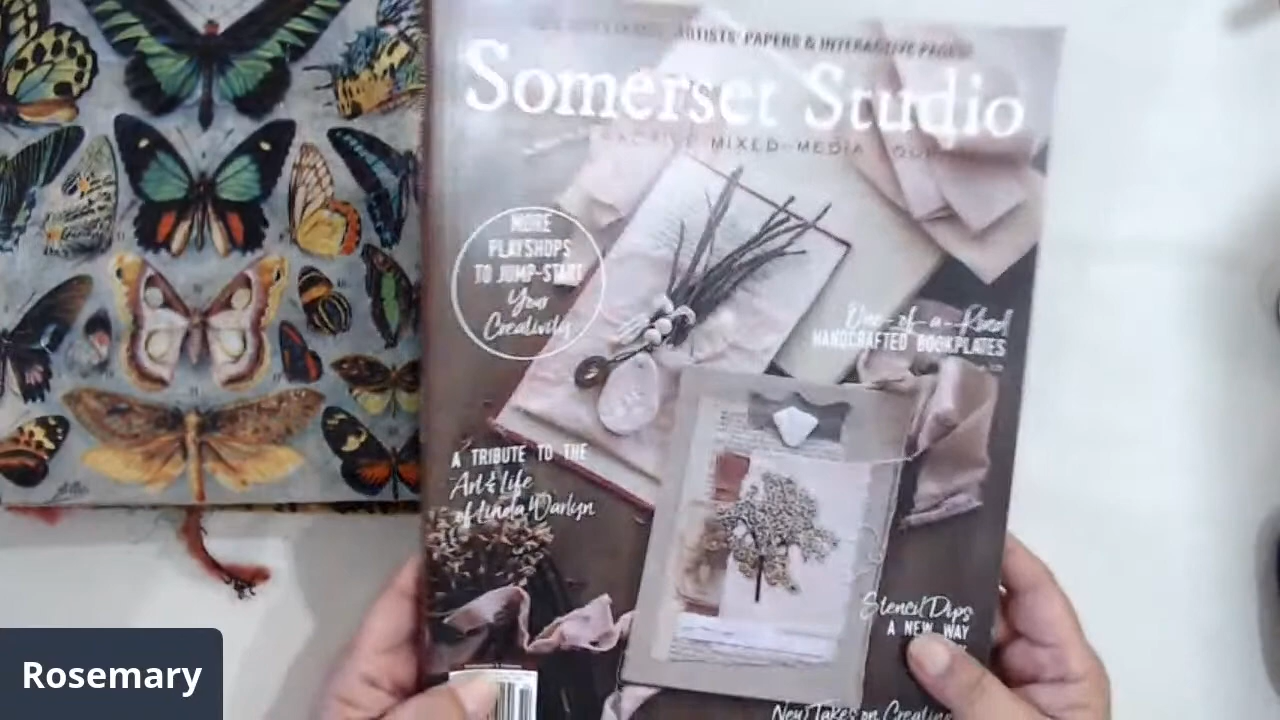 ARTISTS' PAPERS & INTERACTIVE PAGES
Somerset Studio
MIXED-MEDIA
MORE
PLAYSHOPS
TO JUMP-START
Your
Creativity
One-of-a-Kind
HANDCRAFTED BOOKPLATES
A TRIBUTE TO THE
Art & Life
of Linda Warlyn
Stencil Dips
A NEW WAY
New Takes on Creating
Rosemary